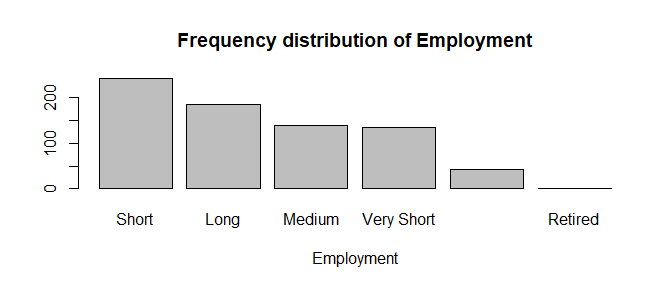 Frequency distribution of Employment
200
100
0
Short Long Medium Very Short Retired
Employment